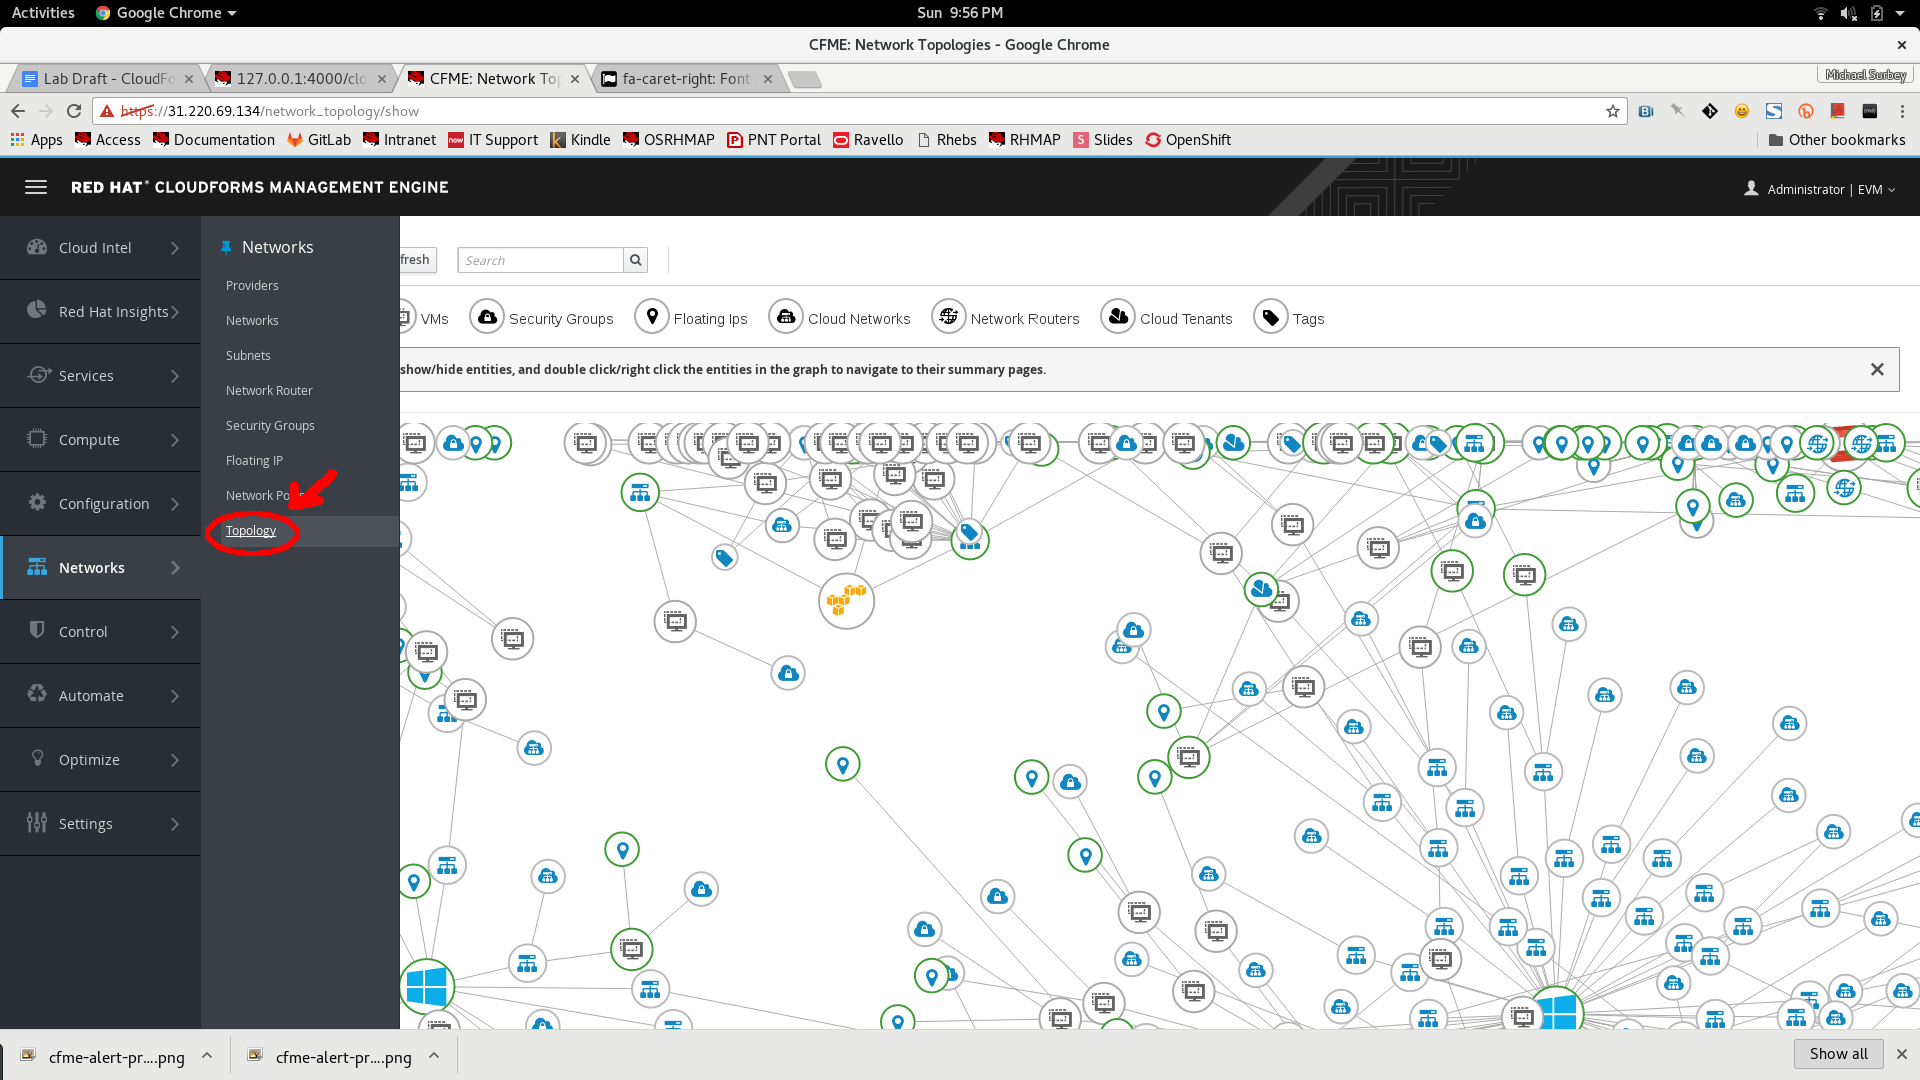 Activities Google Chrome Sun 9:56 PM
CFME: Network Topologies - Google Chrome
Lab Draft - CloudFo 127.0.0.1:4000/clo CFME: Network Top fa-caret-right: Font Michael Surbey
https://31.220.69.134/network_topology/show
Apps Access Documentation GitLab Intranet now IT Support Kindle OSRHMAP PNT Portal Ravello Rhebs RHMAP Slides OpenShift Other bookmarks
RED HAT® CLOUDFORMS MANAGEMENT ENGINE Administrator | EVM
Cloud Intel
Red Hat Insights
Services
Compute
Configuration
Networks
Control
Automate
Optimize
Settings
Networks
Providers
Networks
Subnets
Network Router
Security Groups
Floating IP
Network Po
Topology
fresh Search
VMs Security Groups Floating Ips Cloud Networks Network Routers Cloud Tenants Tags
show/hide entities, and double click/right click the entities in the graph to navigate to their summary pages.
cfme-alert-pr....png cfme-alert-pr....png Show all